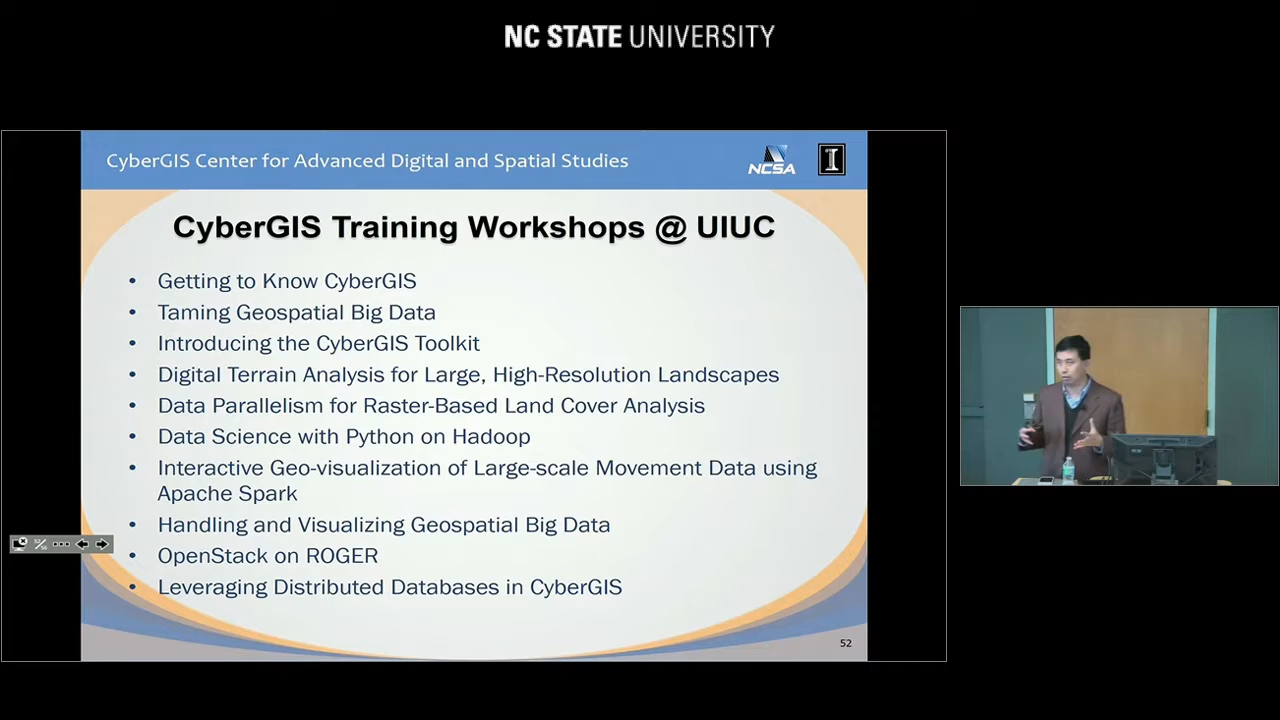 NC STATE UNIVERSITY
CyberGIS Center for Advanced Digital and Spatial Studies
NCSA
I
CyberGIS Training Workshops @ UIUC
• Getting to Know CyberGIS
• Taming Geospatial Big Data
• Introducing the CyberGIS Toolkit
• Digital Terrain Analysis for Large, High-Resolution Landscapes
• Data Parallelism for Raster-Based Land Cover Analysis
• Data Science with Python on Hadoop
• Interactive Geo-visualization of Large-scale Movement Data using
Apache Spark
• Handling and Visualizing Geospatial Big Data
• OpenStack on ROGER
• Leveraging Distributed Databases in CyberGIS
52